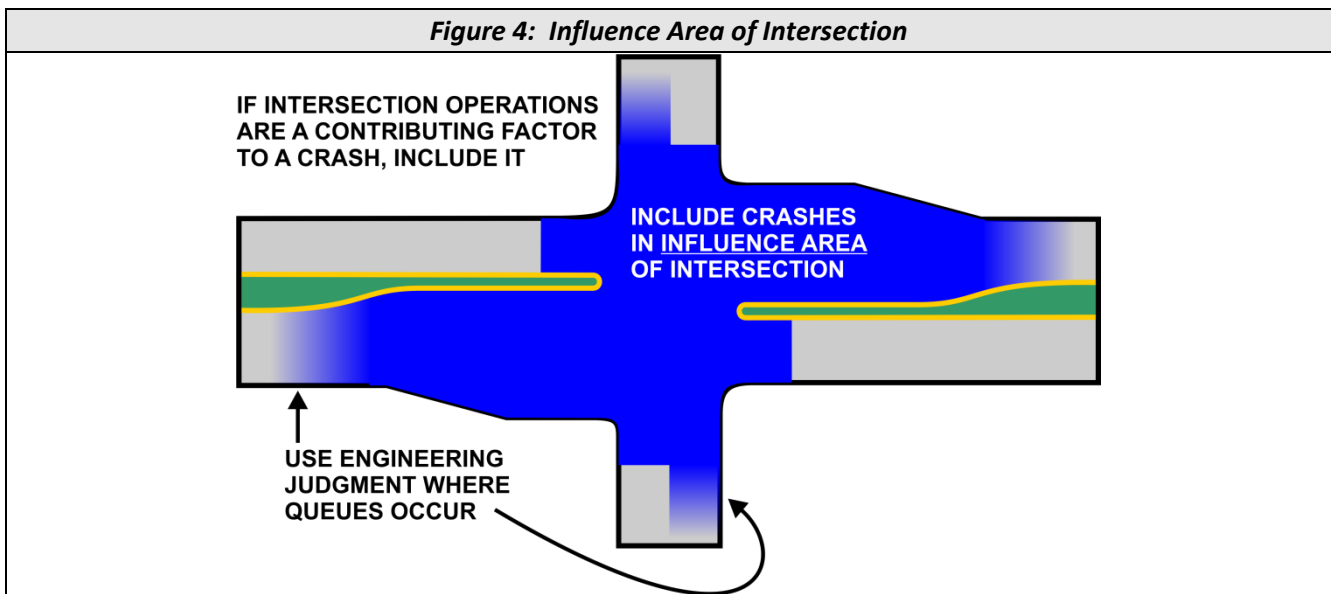 Figure 4: Influence Area of Intersection
IF INTERSECTION OPERATIONS
ARE A CONTRIBUTING FACTOR
TO A CRASH, INCLUDE IT
INCLUDE CRASHES
IN INFLUENCE AREA
OF INTERSECTION
USE ENGINEERING
JUDGMENT WHERE
QUEUES OCCUR